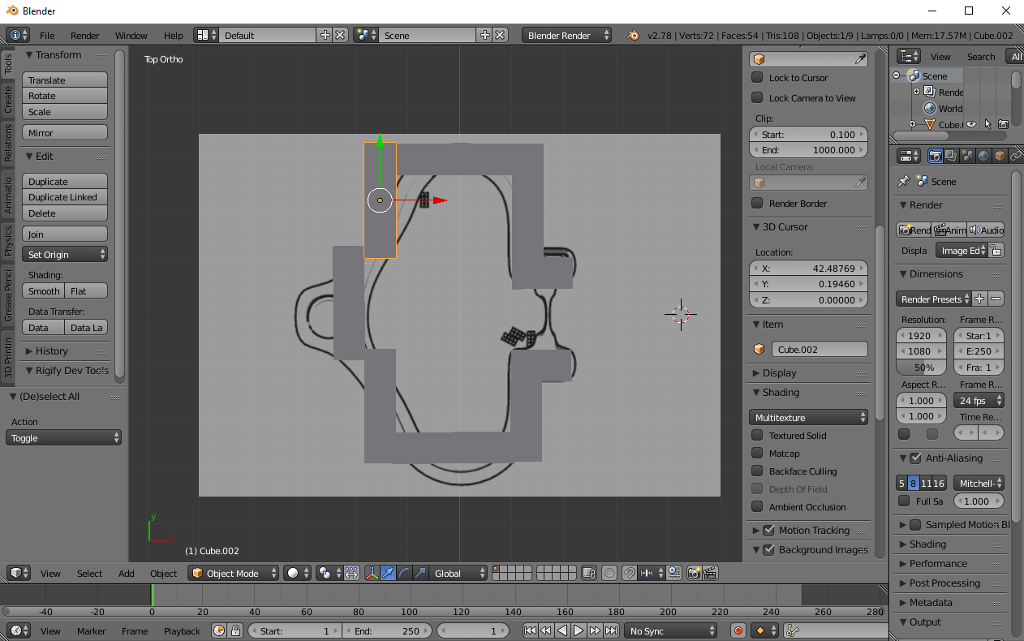 Blender
File Render Window Help Default Scene Blender Render v2.78 | Verts:72 | Faces:54 | Tris:108 | Objects:1/9 | Lamps:0/0 | Mem:17.57M | Cube.002
Tools
Create
Relations
Animatio
Physics
Grease Penci
3D Printin
Transform
Translate
Rotate
Scale
Mirror
Edit
Duplicate
Duplicate Linked
Delete
Join
Set Origin
Shading:
Smooth Flat
Data Transfer:
Data Data La
History
Rigify Dev Tools
(De)select All
Action
Toggle
Top Ortho
y
(1) Cube.002
Lock to Cursor
Lock Camera to View
Clip:
Start: 0.100
End: 1000.000
Local Camera:
Render Border
3D Cursor
Location:
X: 42.48769
Y: 0.19460
Z: 0.00000
Item
Cube.002
Display
Shading
Multitexture
Textured Solid
Matcap
Backface Culling
Depth Of Field
Ambient Occlusion
Motion Tracking
Background Images
View Search All
Scene
Rende
World
Cube.
Scene
Render
Rend Anim Audio
Displa Image Ed
Dimensions
Render Presets
Resolution: Frame R...
1920 Star:1
1080 E:250
50% Fra: 1
Aspect R... Frame R...
1.000 24 fps
1.000 Time Re...
Anti-Aliasing
5 8 11 16 Mitchell-
Full Sa 1.000
Sampled Motion Bl
Shading
Performance
Post Processing
Metadata
Output
View Select Add Object Object Mode Global
-40 -20 0 20 40 60 80 100 120 140 160 180 200 220 240 260 280
View Marker Frame Playback Start: 1 End: 250 1 No Sync